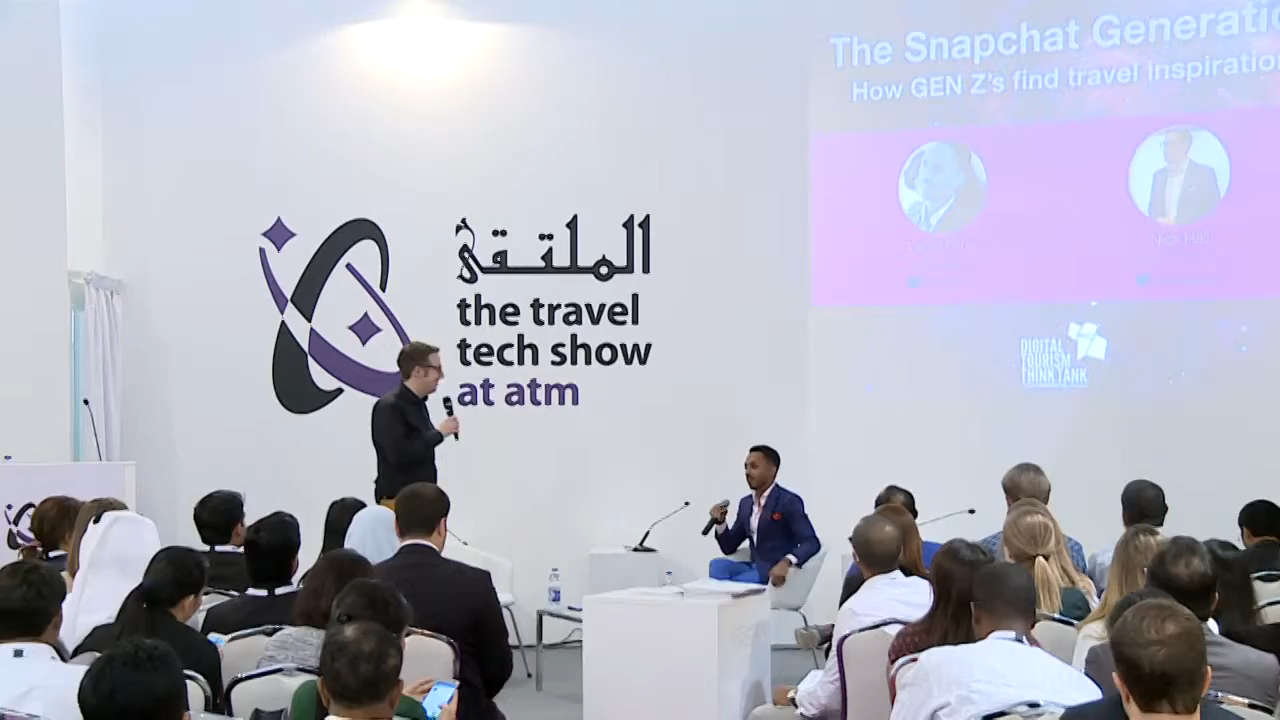 الملتقى
the travel
tech show
at atm
The Snapchat Generatio
How GEN Z's find travel inspiratio
Nick Hall
DIGITAL
TOURISM
THINK TANK